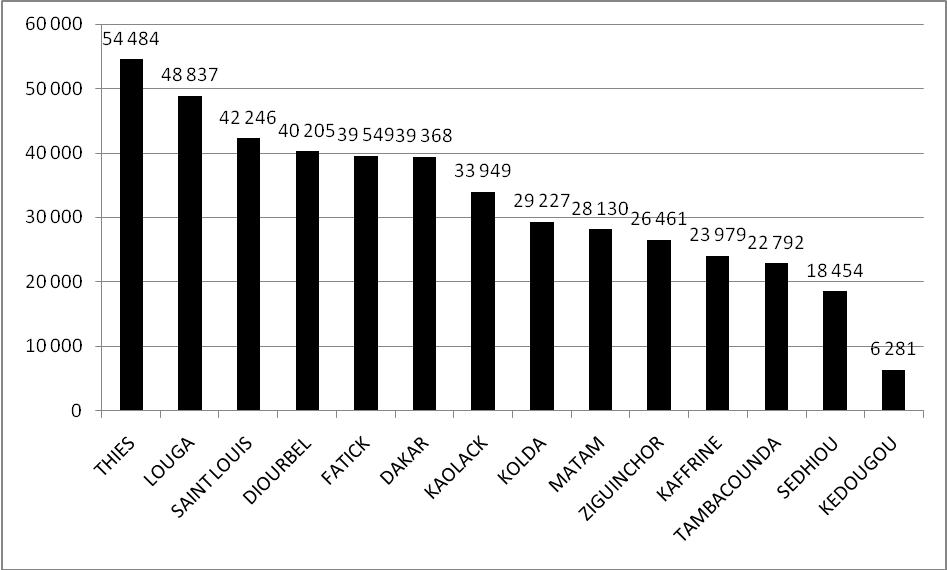 60 000
50 000
40 000
30 000
20 000
10 000
0
54 484
48 837
42 246
40 205
39 549
39 368
33 949
29 227
28 130
26 461
23 979
22 792
18 454
6 281
THIES
LOUGA
SAINT LOUIS
DIOURBEL
FATICK
DAKAR
KAOLACK
KOLDA
MATAM
ZIGUINCHOR
KAFFRINE
TAMBACOUNDA
SEDHIOU
KEDOUGOU